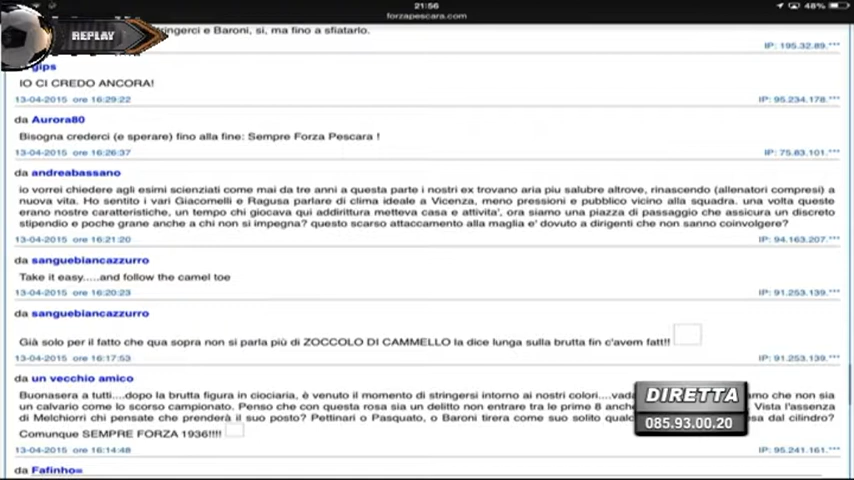 21:56
48%
forzapescara.com
REPLAY
Stringerci e Baroni, si, ma fino a sfiatarlo.
IP: 195.32.89.***
gips
IO CI CREDO ANCORA!
13-04-2015 ore 16:29:22 IP: 95.234.178.***
da Aurora80
Bisogna crederci (e sperare) fino alla fine: Sempre Forza Pescara !
13-04-2015 ore 16:26:37 IP: 75.83.101.***
da andreabassano
io vorrei chiedere agli esimi scienziati come mai da tre anni a questa parte i nostri ex trovano aria piu salubre altrove, rinascendo (allenatori compresi) a
nuova vita. Ho sentito i vari Giacomelli e Ragusa parlare di clima ideale a Vicenza, meno pressioni e pubblico vicino alla squadra. una volta queste
erano nostre caratteristiche, un tempo chi giocava qui addirittura metteva casa e attivita', ora siamo una piazza di passaggio che assicura un discreto
stipendio e poche grane anche a chi non si impegna? questo scarso attaccamento alla maglia e' dovuto a dirigenti che non sanno coinvolgere?
13-04-2015 ore 16:21:20 IP: 94.163.207.***
da sanguebiancazzurro
Take it easy.....and follow the camel toe
13-04-2015 ore 16:20:23 IP: 91.253.139.***
da sanguebiancazzurro
Già solo per il fatto che qua sopra non si parla più di ZOCCOLO DI CAMMELLO la dice lunga sulla brutta fin c'avem fatt!!
13-04-2015 ore 16:17:53 IP: 91.253.139.***
da un vecchio amico
Buonasera a tutti....dopo la brutta figura in ciociaria, è venuto il momento di stringersi intorno ai nostri colori....vada che non sia
un calvario come lo scorso campionato. Penso che con questa rosa sia un delitto non entrare tra le prime 8 Vista l'assenza
di Melchiorri chi pensate che prenderà il suo posto? Pettinari o Pasquato, o Baroni tirera come suo solito dal cilindro?
Comunque SEMPRE FORZA 1936!!!!
13-04-2015 ore 16:14:48 IP: 95.241.161.***
da Fafinho=
DIRETTA
085.93.00.20